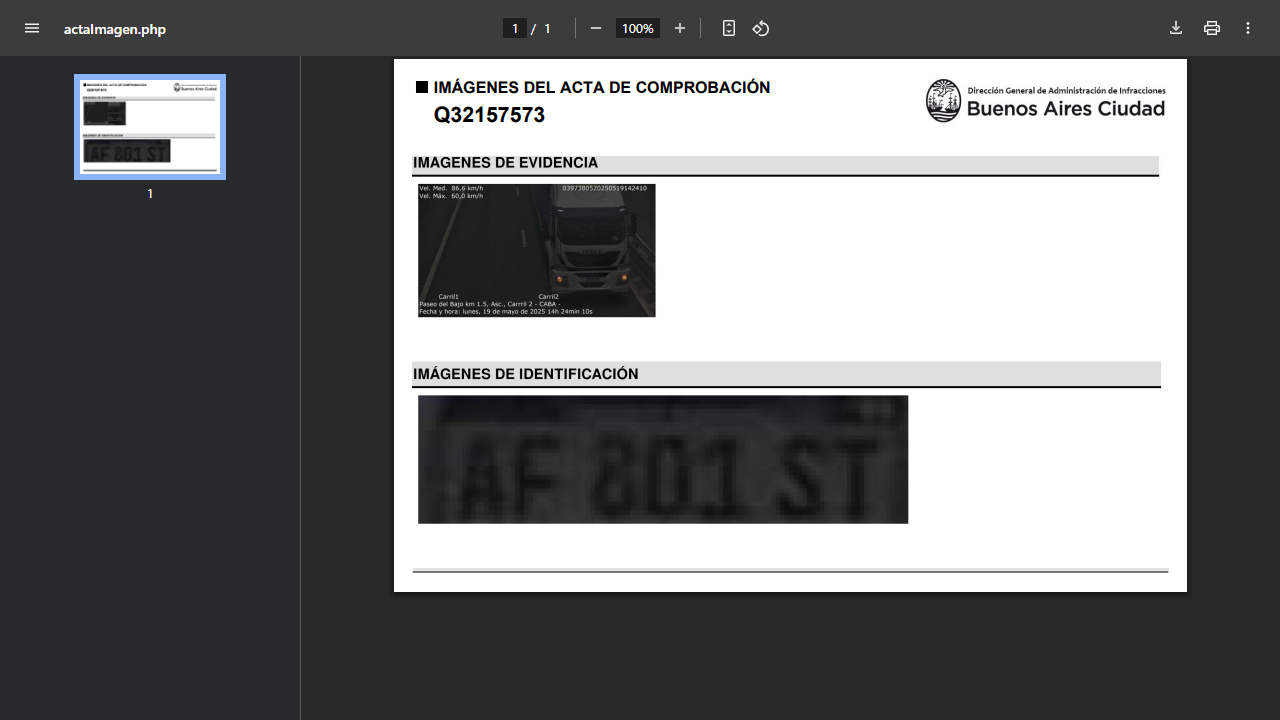 actaImagen.php
1 / 1
100%
IMÁGENES DEL ACTA DE COMPROBACIÓN
Q32157573
Dirección General de Administración de Infracciones
Buenos Aires Ciudad
IMAGENES DE EVIDENCIA
Vel. Med. 86,6 km/h
0397380520250519142410
Vel. Máx. 60,0 km/h
Carril1
Carril2
Paseo del Bajo km 1.5, Asc., Carrril 2 - CABA -
Fecha y hora: lunes, 19 de mayo de 2025 14h 24min 10s
IMÁGENES DE IDENTIFICACIÓN
AF 801 ST
1